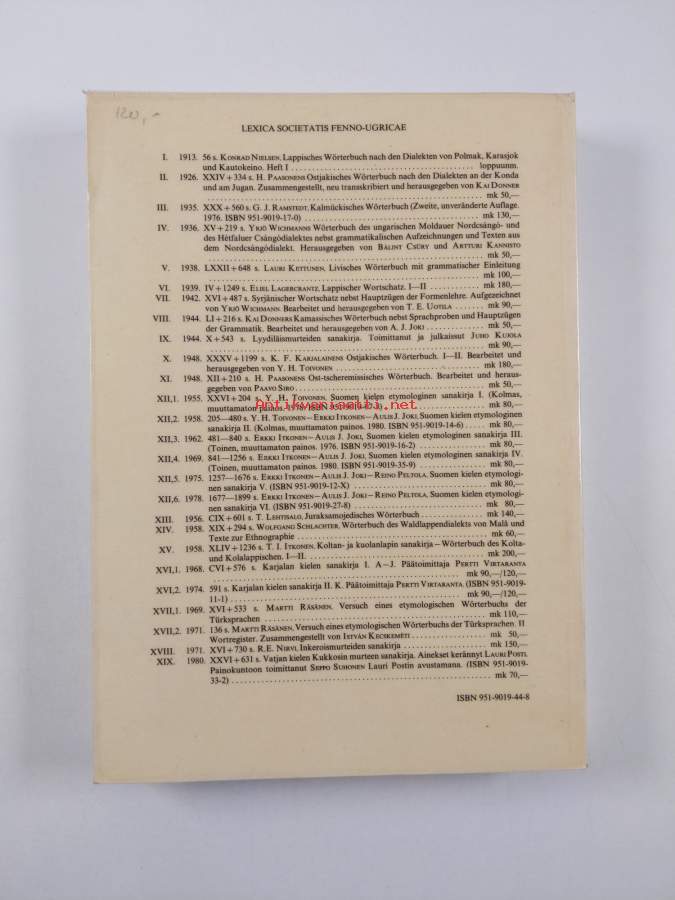 120,-
LEXICA SOCIETATIS FENNO-UGRICAE
I. 1913. 56 s. KONRAD NIELSEN, Lappisches Wörterbuch nach den Dialekten von Polmak, Karasjok
und Kautokeino. Heft I . . . . . . . . . . loppuunm.
II. 1926. XXIV+334 s. H. PAASONENS Ostjakisches Wörterbuch nach den Dialekten an der Konda
und am Jugan. Zusammengestellt, neu transskribiert und herausgegeben von KAI DONNER
. . . . . . . . . . mk 50,—
III. 1935. XXX+560 s. G. J. RAMSTEDT, Kalmückisches Wörterbuch (Zweite, unveränderte Auflage.
1976. ISBN 951-9019-17-0) . . . . . . . . . . mk 130,—
IV. 1936. XV+219 s. YRJÖ WICHMANNS Wörterbuch des ungarischen Moldauer Nordcsángó- und
des Hétfaluer Csángódialektes nebst grammatikalischen Aufzeichnungen und Texten aus
dem Nordcsángódialekt. Herausgegeben von BÁLINT CSŰRY und ARTTURI KANNISTO
. . . . . . . . . . mk 50,—
V. 1938. LXXII+648 s. LAURI KETTUNEN, Livisches Wörterbuch mit grammatischer Einleitung
. . . . . . . . . . mk 100,—
VI. 1939. IV+1249 s. ELIEL LAGERCRANTZ, Lappischer Wortschatz. I—II . . . . . . . . . . mk 180,—
VII. 1942. XVI+487 s. Syrjänischer Wortschatz nebst Hauptzügen der Formenlehre. Aufgezeichnet
von YRJÖ WICHMANN. Bearbeitet und herausgegeben von T. E. UOTILA . . . . . . . mk 90,—
VIII. 1944. LI+216 s. KAI DONNERS Kamassisches Wörterbuch nebst Sprachproben und Hauptzügen
der Grammatik. Bearbeitet und herausgegeben von A. J. JOKI . . . . . . . . . . mk 50,—
IX. 1944. X+543 s. Lyydiläismurteiden sanakirja. Toimittanut ja julkaissut JUHO KUJOLA
. . . . . . . . . . mk 90,—
X. 1948. XXXV+1199 s. K. F. KARJALAINENS Ostjakisches Wörterbuch. I—II. Bearbeitet und
herausgegeben von Y. H. TOIVONEN . . . . . . . . . . mk 180,—
XI. 1948. XII+210 s. H. PAASONENS Ost-tscheremissisches Wörterbuch. Bearbeitet und heraus-
gegeben von PAAVO SIRO . . . . . . . . . . mk 50,—
XII,1. 1955. XXVI+204 s. Y. H. TOIVONEN, Suomen kielen etymologinen sanakirja I. (Kolmas,
muuttamaton painos. . . . . . . . . . . mk 80,—
Antikvariaatti.net
XII,2. 1958. 205—480 s. Y. H. TOIVONEN—ERKKI ITKONEN—AULIS J. JOKI, Suomen kielen etymologinen
sanakirja II. (Kolmas, muuttamaton painos. 1980. ISBN 951-9019-14-6) . . . . . mk 80,—
XII,3. 1962. 481—840 s. ERKKI ITKONEN—AULIS J. JOKI, Suomen kielen etymologinen sanakirja III.
(Toinen, muuttamaton painos. 1976. ISBN 951-9019-16-2) . . . . . . . . . . mk 80,—
XII,4. 1969. 841—1256 s. ERKKI ITKONEN—AULIS J. JOKI, Suomen kielen etymologinen sanakirja IV.
(Toinen, muuttamaton painos. 1980. ISBN 951-9019-35-9) . . . . . . . . . . mk 80,—
XII,5. 1975. 1257—1676 s. ERKKI ITKONEN—AULIS J. JOKI—REINO PELTOLA, Suomen kielen etymologi-
nen sanakirja V. (ISBN 951-9019-12-X) . . . . . . . . . . mk 80,—
XII,6. 1978. 1677—1899 s. ERKKI ITKONEN—AULIS J. JOKI—REINO PELTOLA, Suomen kielen etymologi-
nen sanakirja VI. (ISBN 951-9019-27-8) . . . . . . . . . . mk 80,—
XIII. 1956. CIX+601 s. T. LEHTISALO, Juraksamojedisches Wörterbuch . . . . . . . . . . mk 140,—
XIV. 1958. XIX+294 s. WOLFGANG SCHLACHTER, Wörterbuch des Waldlappendialekts von Malå und
Texte zur Ethnographie . . . . . . . . . . mk 60,—
XV. 1958. XLIV+1236 s. T. I. ITKONEN, Koltan- ja kuolanlapin sanakirja — Wörterbuch des Kolta-
und Kolalappischen. I—II. . . . . . . . . . . mk 200,—
XVI,1. 1968. CVI+576 s. Karjalan kielen sanakirja I. A—J. Päätoimittaja PERTTI VIRTARANTA
. . . . . . . . . . mk 90,—/120,—
XVI,2. 1974. 591 s. Karjalan kielen sanakirja II. K. Päätoimittaja PERTTI VIRTARANTA. (ISBN 951-9019-
11-1) . . . . . . . . . . mk 90,—/120,—
XVII,1. 1969. XVI+533 s. MARTTI RÄSÄNEN. Versuch eines etymologischen Wörterbuchs der
Türksprachen . . . . . . . . . . mk 110,—
XVII,2. 1971. 136 s. MARTTI RÄSÄNEN, Versuch eines etymologischen Wörterbuchs der Türksprachen. II
Wortregister. Zusammengestellt von ISTVÁN KECSKEMÉTI . . . . . . . . . . mk 50,—
XVIII. 1971. XVI+730 s. R.E. NIRVI, Inkeroismurteiden sanakirja . . . . . . . . . . mk 150,—
XIX. 1980. XXVI+631 s. Vatjan kielen Kukkosin murteen sanakirja. Ainekset kerännyt LAURI POSTI.
Painokuntoon toimittanut SEPPO SUHONEN Lauri Postin avustamana. (ISBN 951-9019-
33-2) . . . . . . . . . . mk 70,—
ISBN 951-9019-44-8